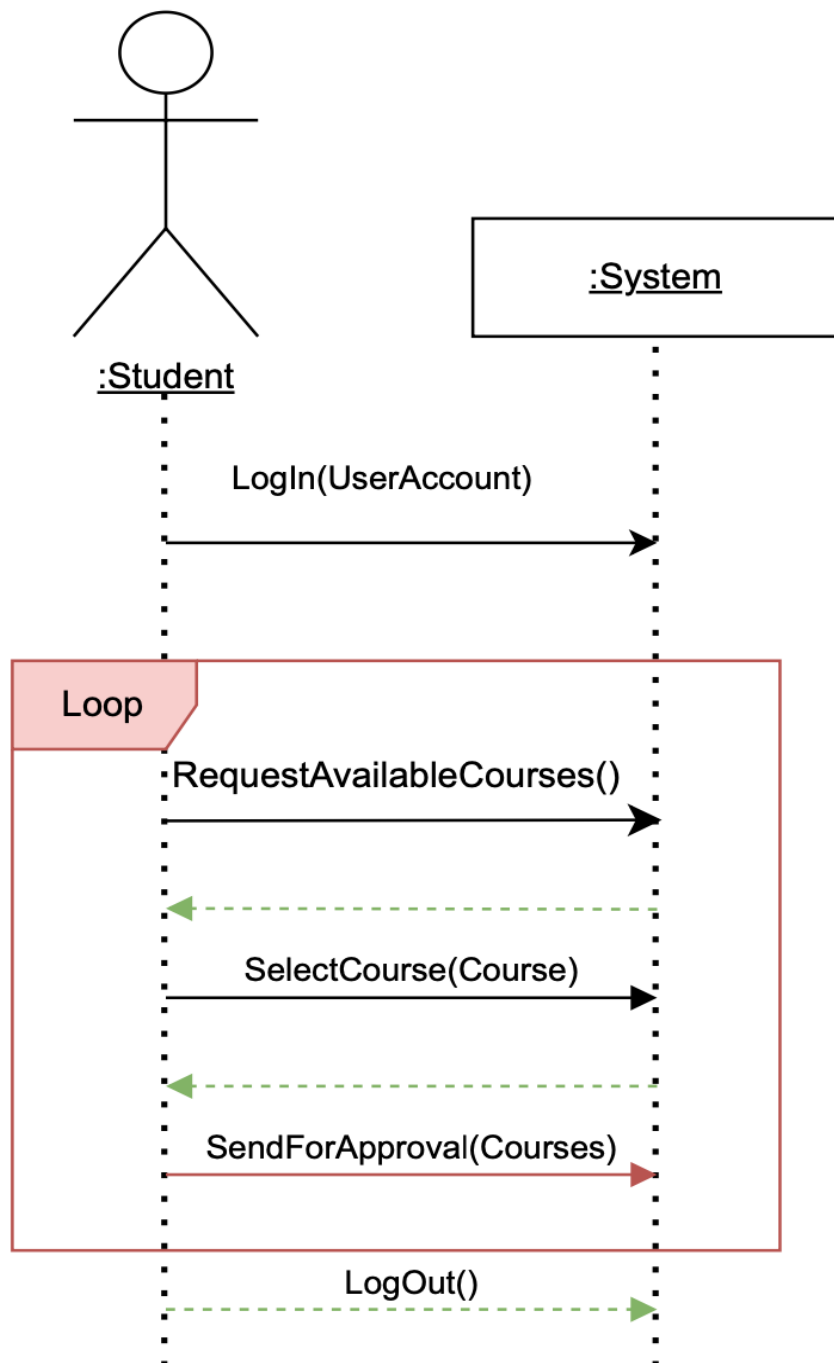 :System
:Student
LogIn(UserAccount)
Loop
RequestAvailableCourses()
SelectCourse(Course)
SendForApproval(Courses)
LogOut()